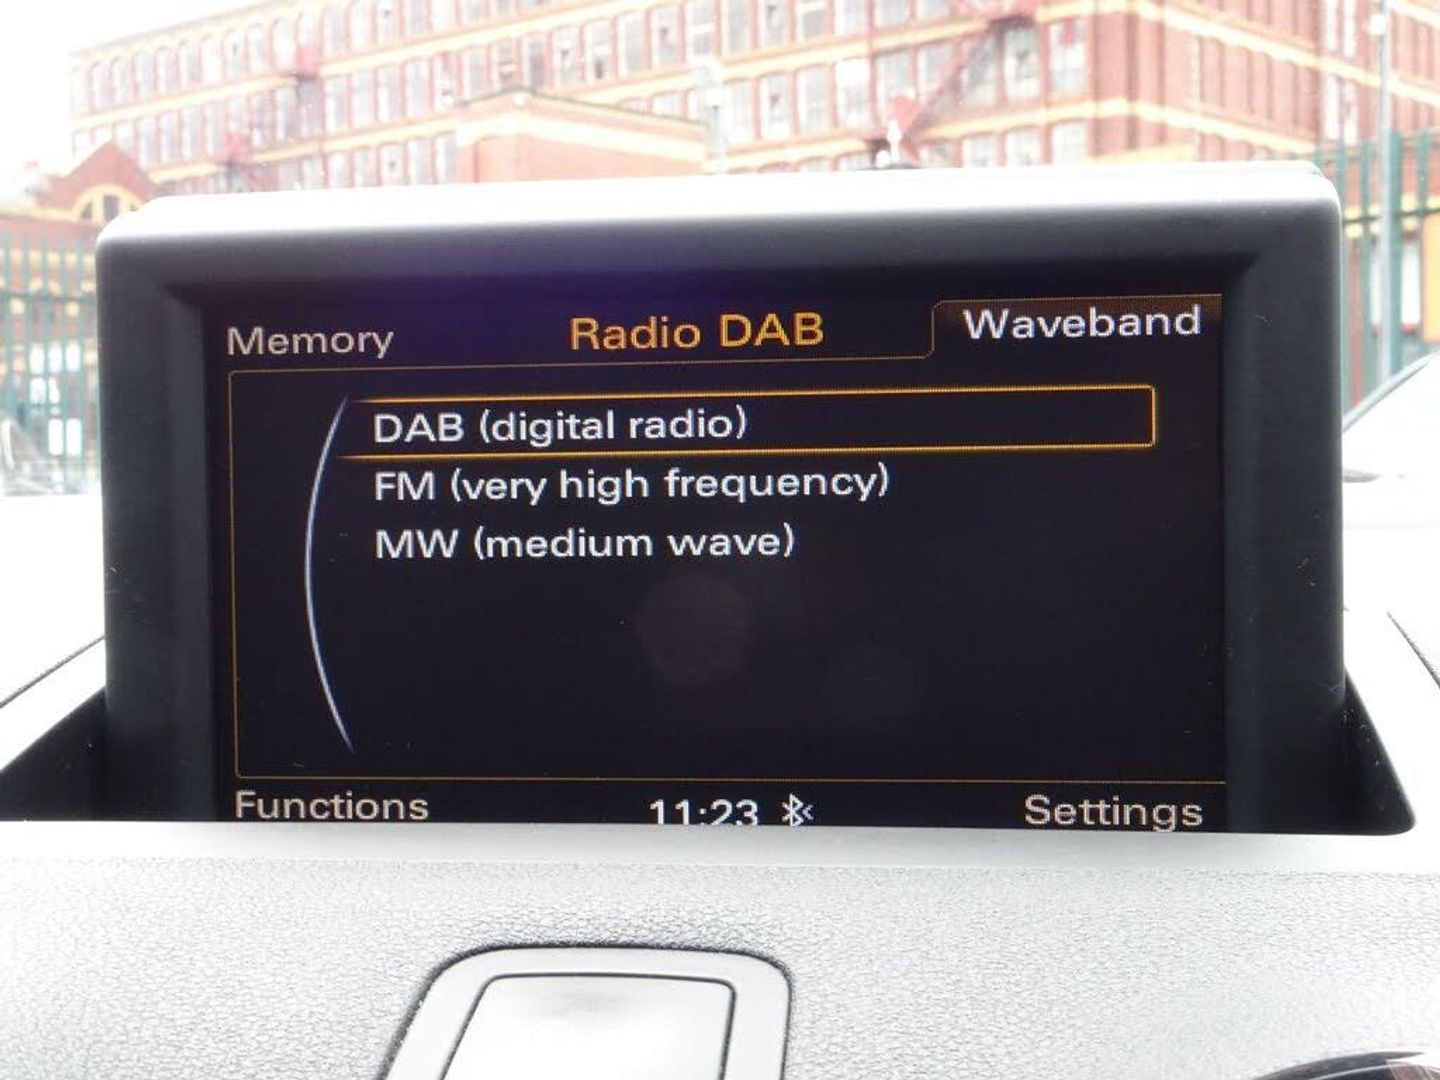 Memory Radio DAB Waveband
DAB (digital radio)
FM (very high frequency)
MW (medium wave)
Functions 11:23 Settings